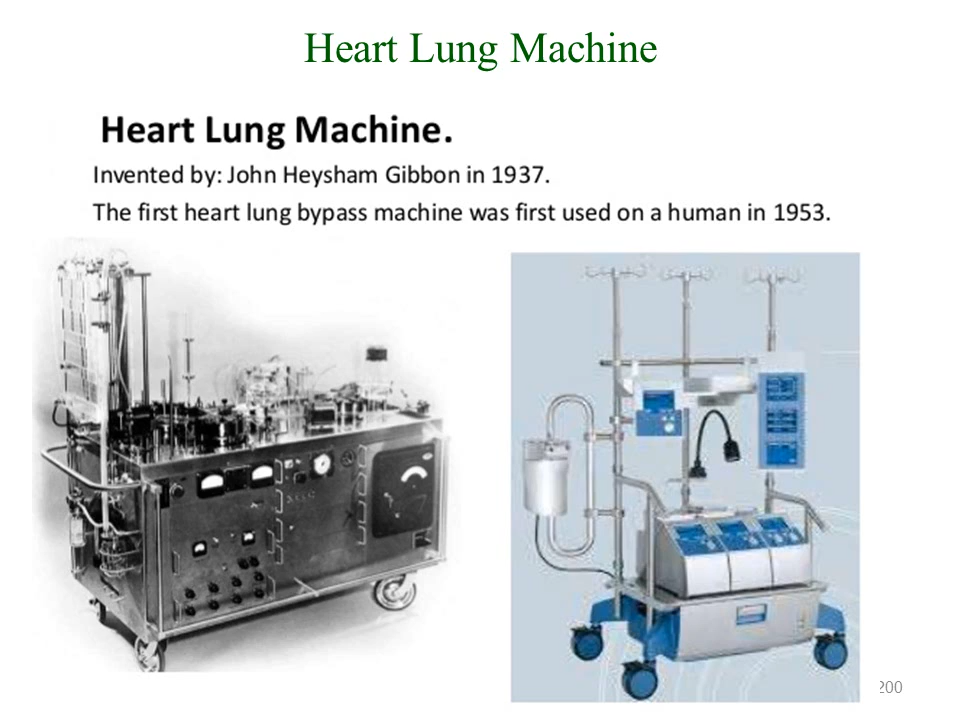 Heart Lung Machine
Heart Lung Machine.
Invented by: John Heysham Gibbon in 1937.
The first heart lung bypass machine was first used on a human in 1953.
200